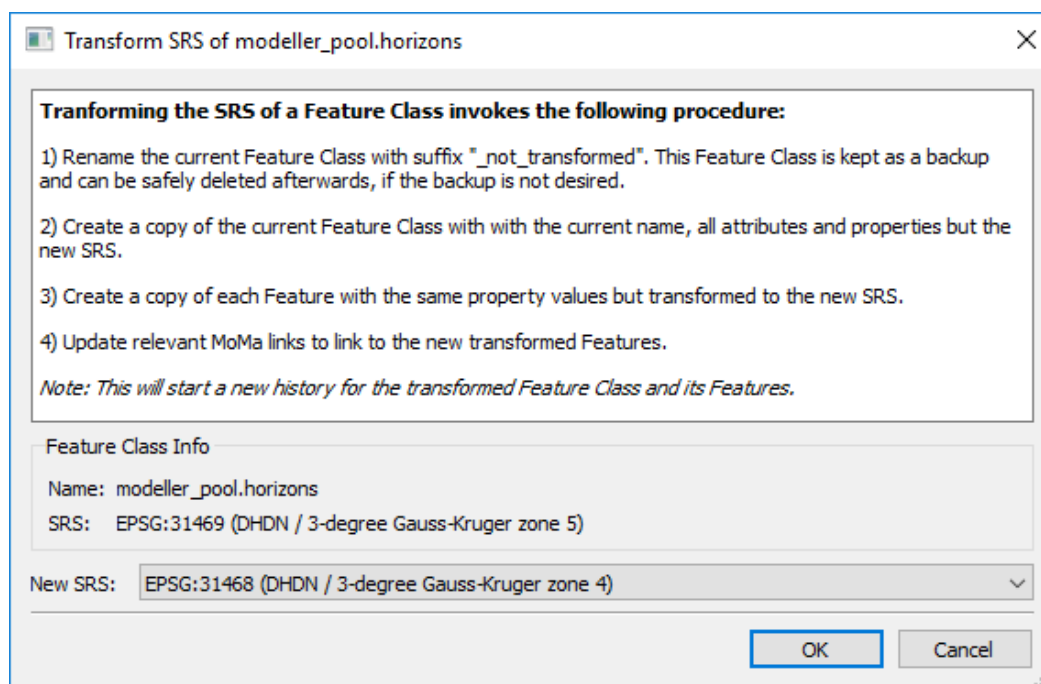 Transform SRS of modeller_pool.horizons
Tranforming the SRS of a Feature Class invokes the following procedure:
1) Rename the current Feature Class with suffix "_not_transformed". This Feature Class is kept as a backup
and can be safely deleted afterwards, if the backup is not desired.
2) Create a copy of the current Feature Class with with the current name, all attributes and properties but the
new SRS.
3) Create a copy of each Feature with the same property values but transformed to the new SRS.
4) Update relevant MoMa links to link to the new transformed Features.
Note: This will start a new history for the transformed Feature Class and its Features.
Feature Class Info
Name: modeller_pool.horizons
SRS: EPSG:31469 (DHDN / 3-degree Gauss-Kruger zone 5)
New SRS: EPSG:31468 (DHDN / 3-degree Gauss-Kruger zone 4)
OK Cancel